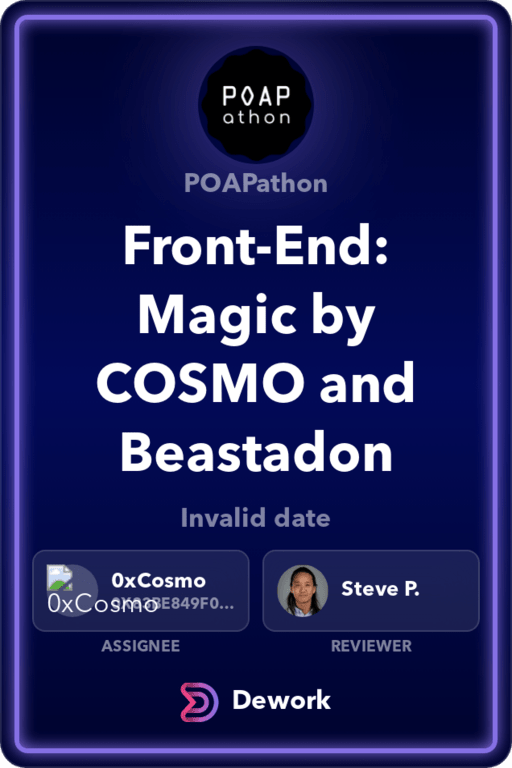 POAP
athon
POAPathon
Front-End:
Magic by
COSMO and
Beastadon
Invalid date
0xCosmo
0xCosmo
Steve P.
ASSIGNEE
REVIEWER
Dework